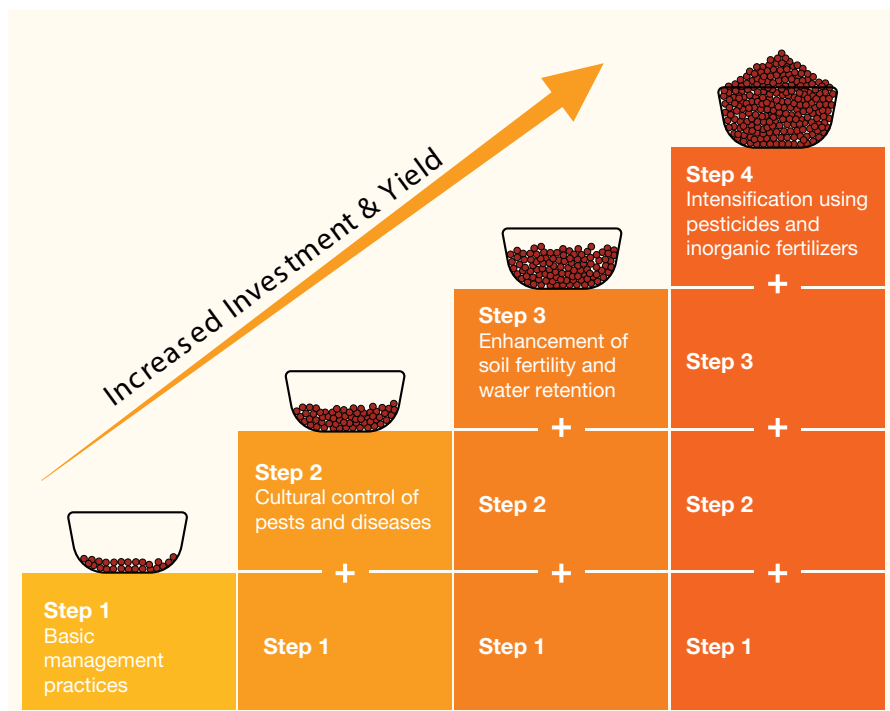 Increased Investment & Yield
Step 4
Intensification using
pesticides and
inorganic fertilizers
+
Step 3
Enhancement of
soil fertility and
water retention
Step 3
+
+
Step 2
Cultural control of
pests and diseases
Step 2
Step 2
+
+
+
Step 1
Basic
management
practices
Step 1
Step 1
Step 1